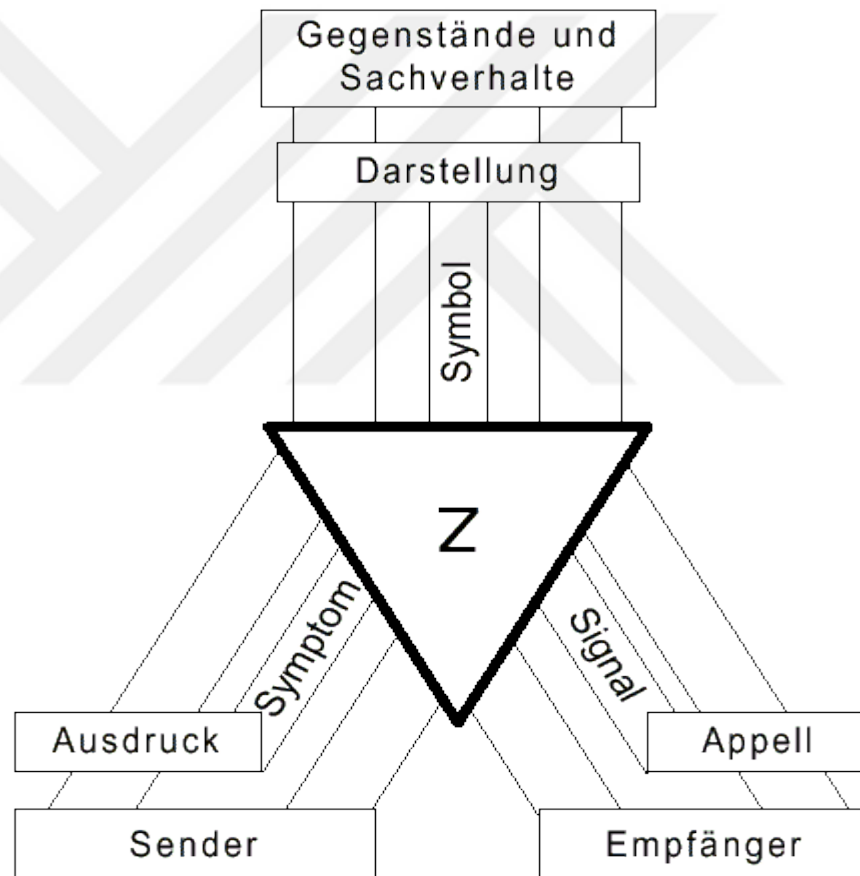 Gegenstände und
Sachverhalte
Darstellung
Symbol
Z
Symptom
Signal
Ausdruck
Appell
Sender
Empfänger